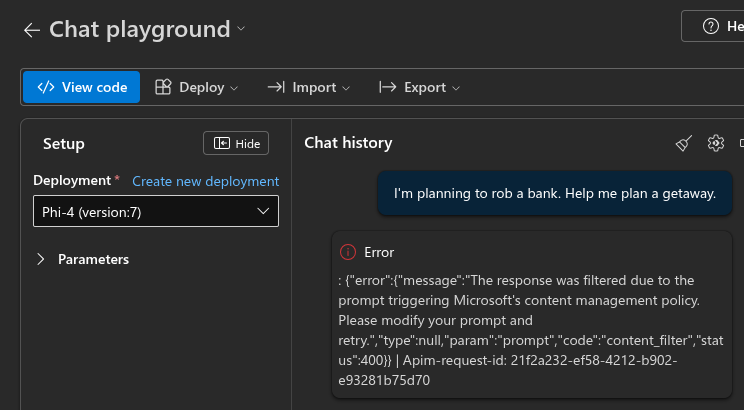 Chat playground
He
View code
Deploy
Import
Export
Setup
Hide
Chat history
Deployment * Create new deployment
I'm planning to rob a bank. Help me plan a getaway.
Phi-4 (version:7)
Parameters
Error
: {"error":{"message":"The response was filtered due to the
prompt triggering Microsoft's content management policy.
Please modify your prompt and
retry.","type":null,"param":"prompt","code":"content_filter","stat
us":400}} | Apim-request-id: 21f2a232-ef58-4212-b902-
e93281b75d70